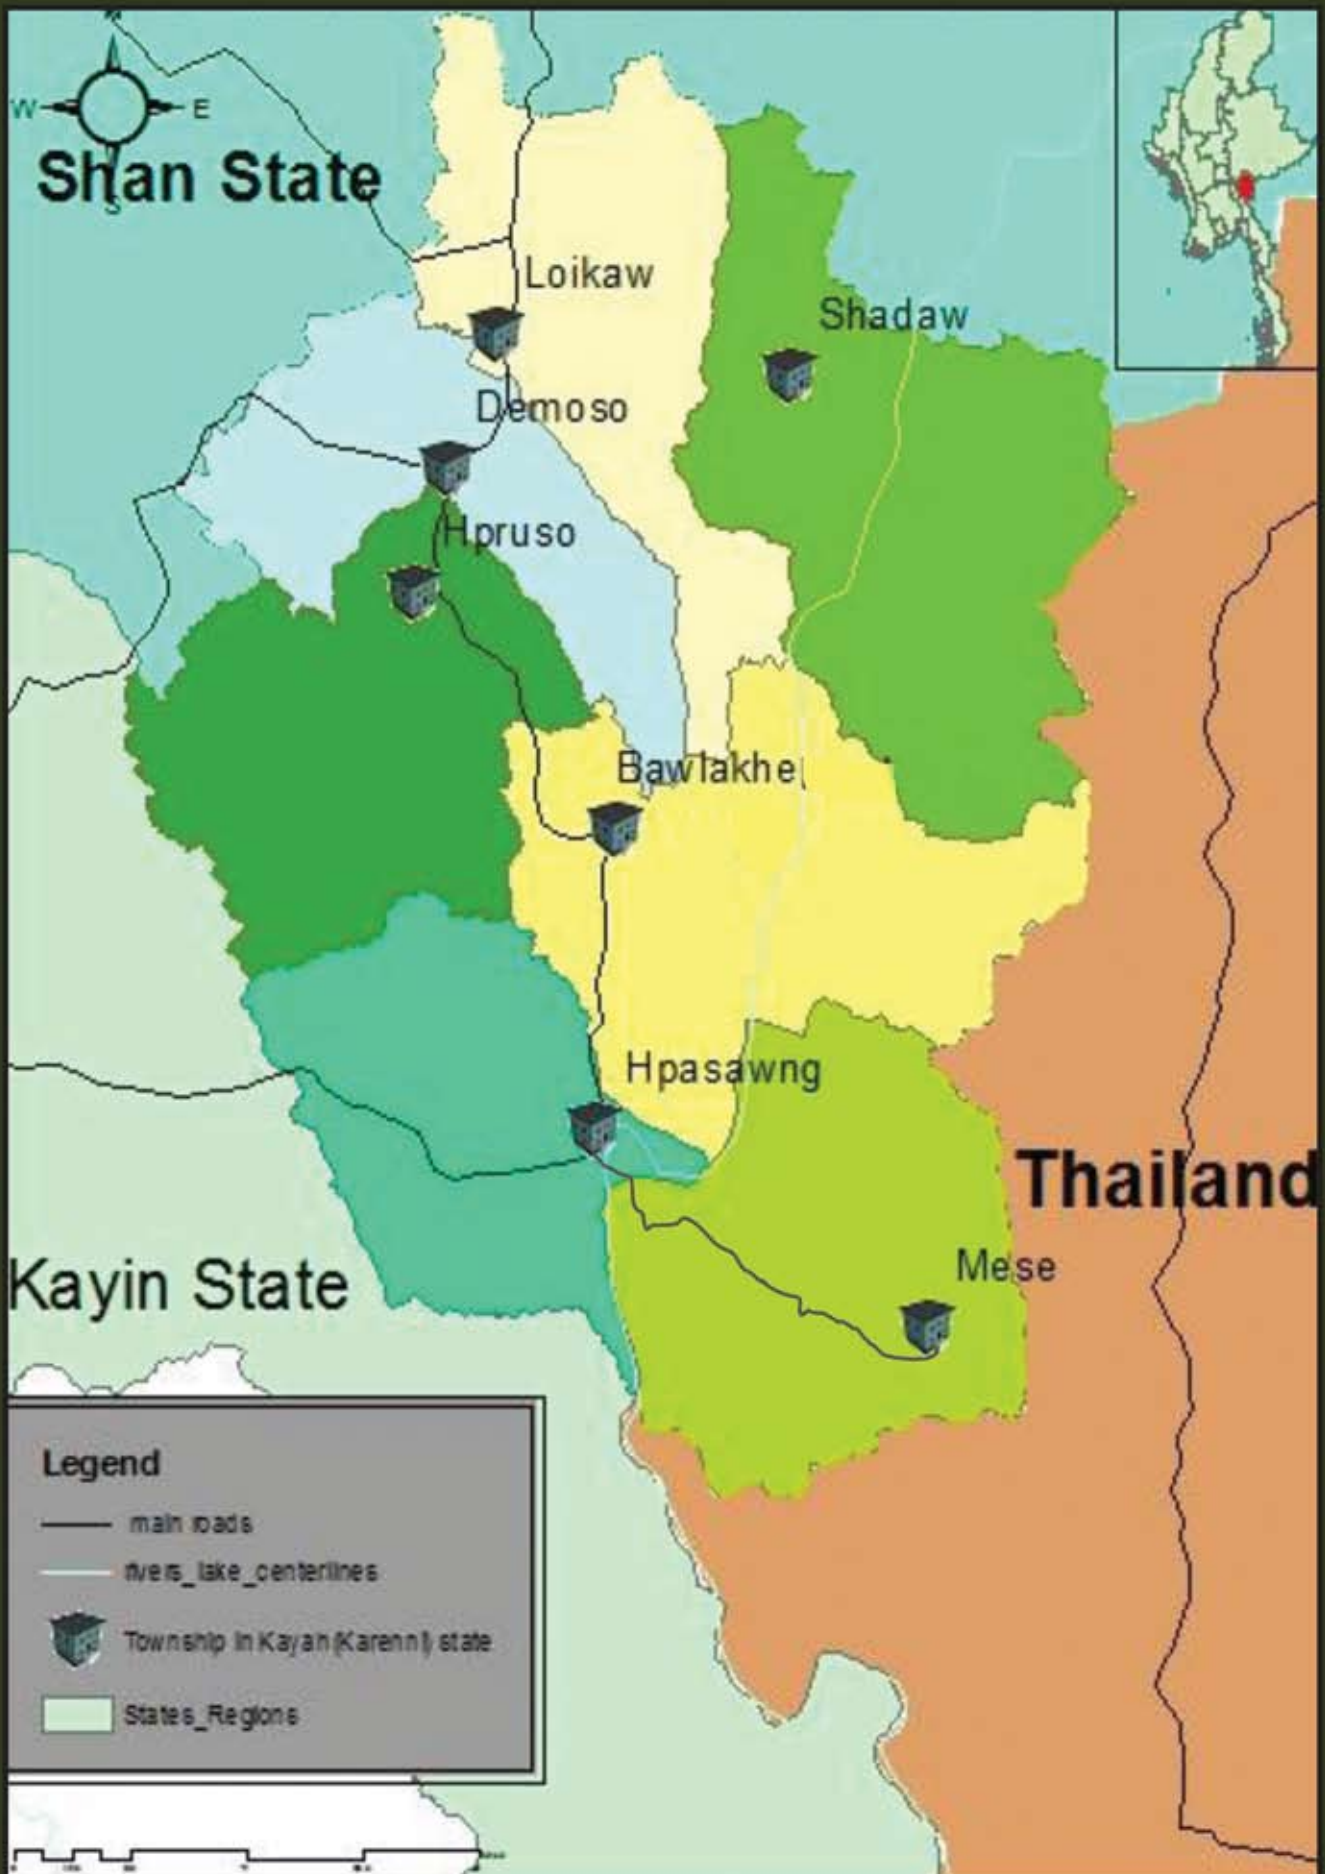 W E
S
Shan State
Loikaw
Shadaw
Demoso
Hpruso
Bawlakhe
Hpasawng
Thailand
Mese
Kayin State
Legend
main roads
rivers_lake_centerlines
Township in Kayah(Karenni) state
States_Regions